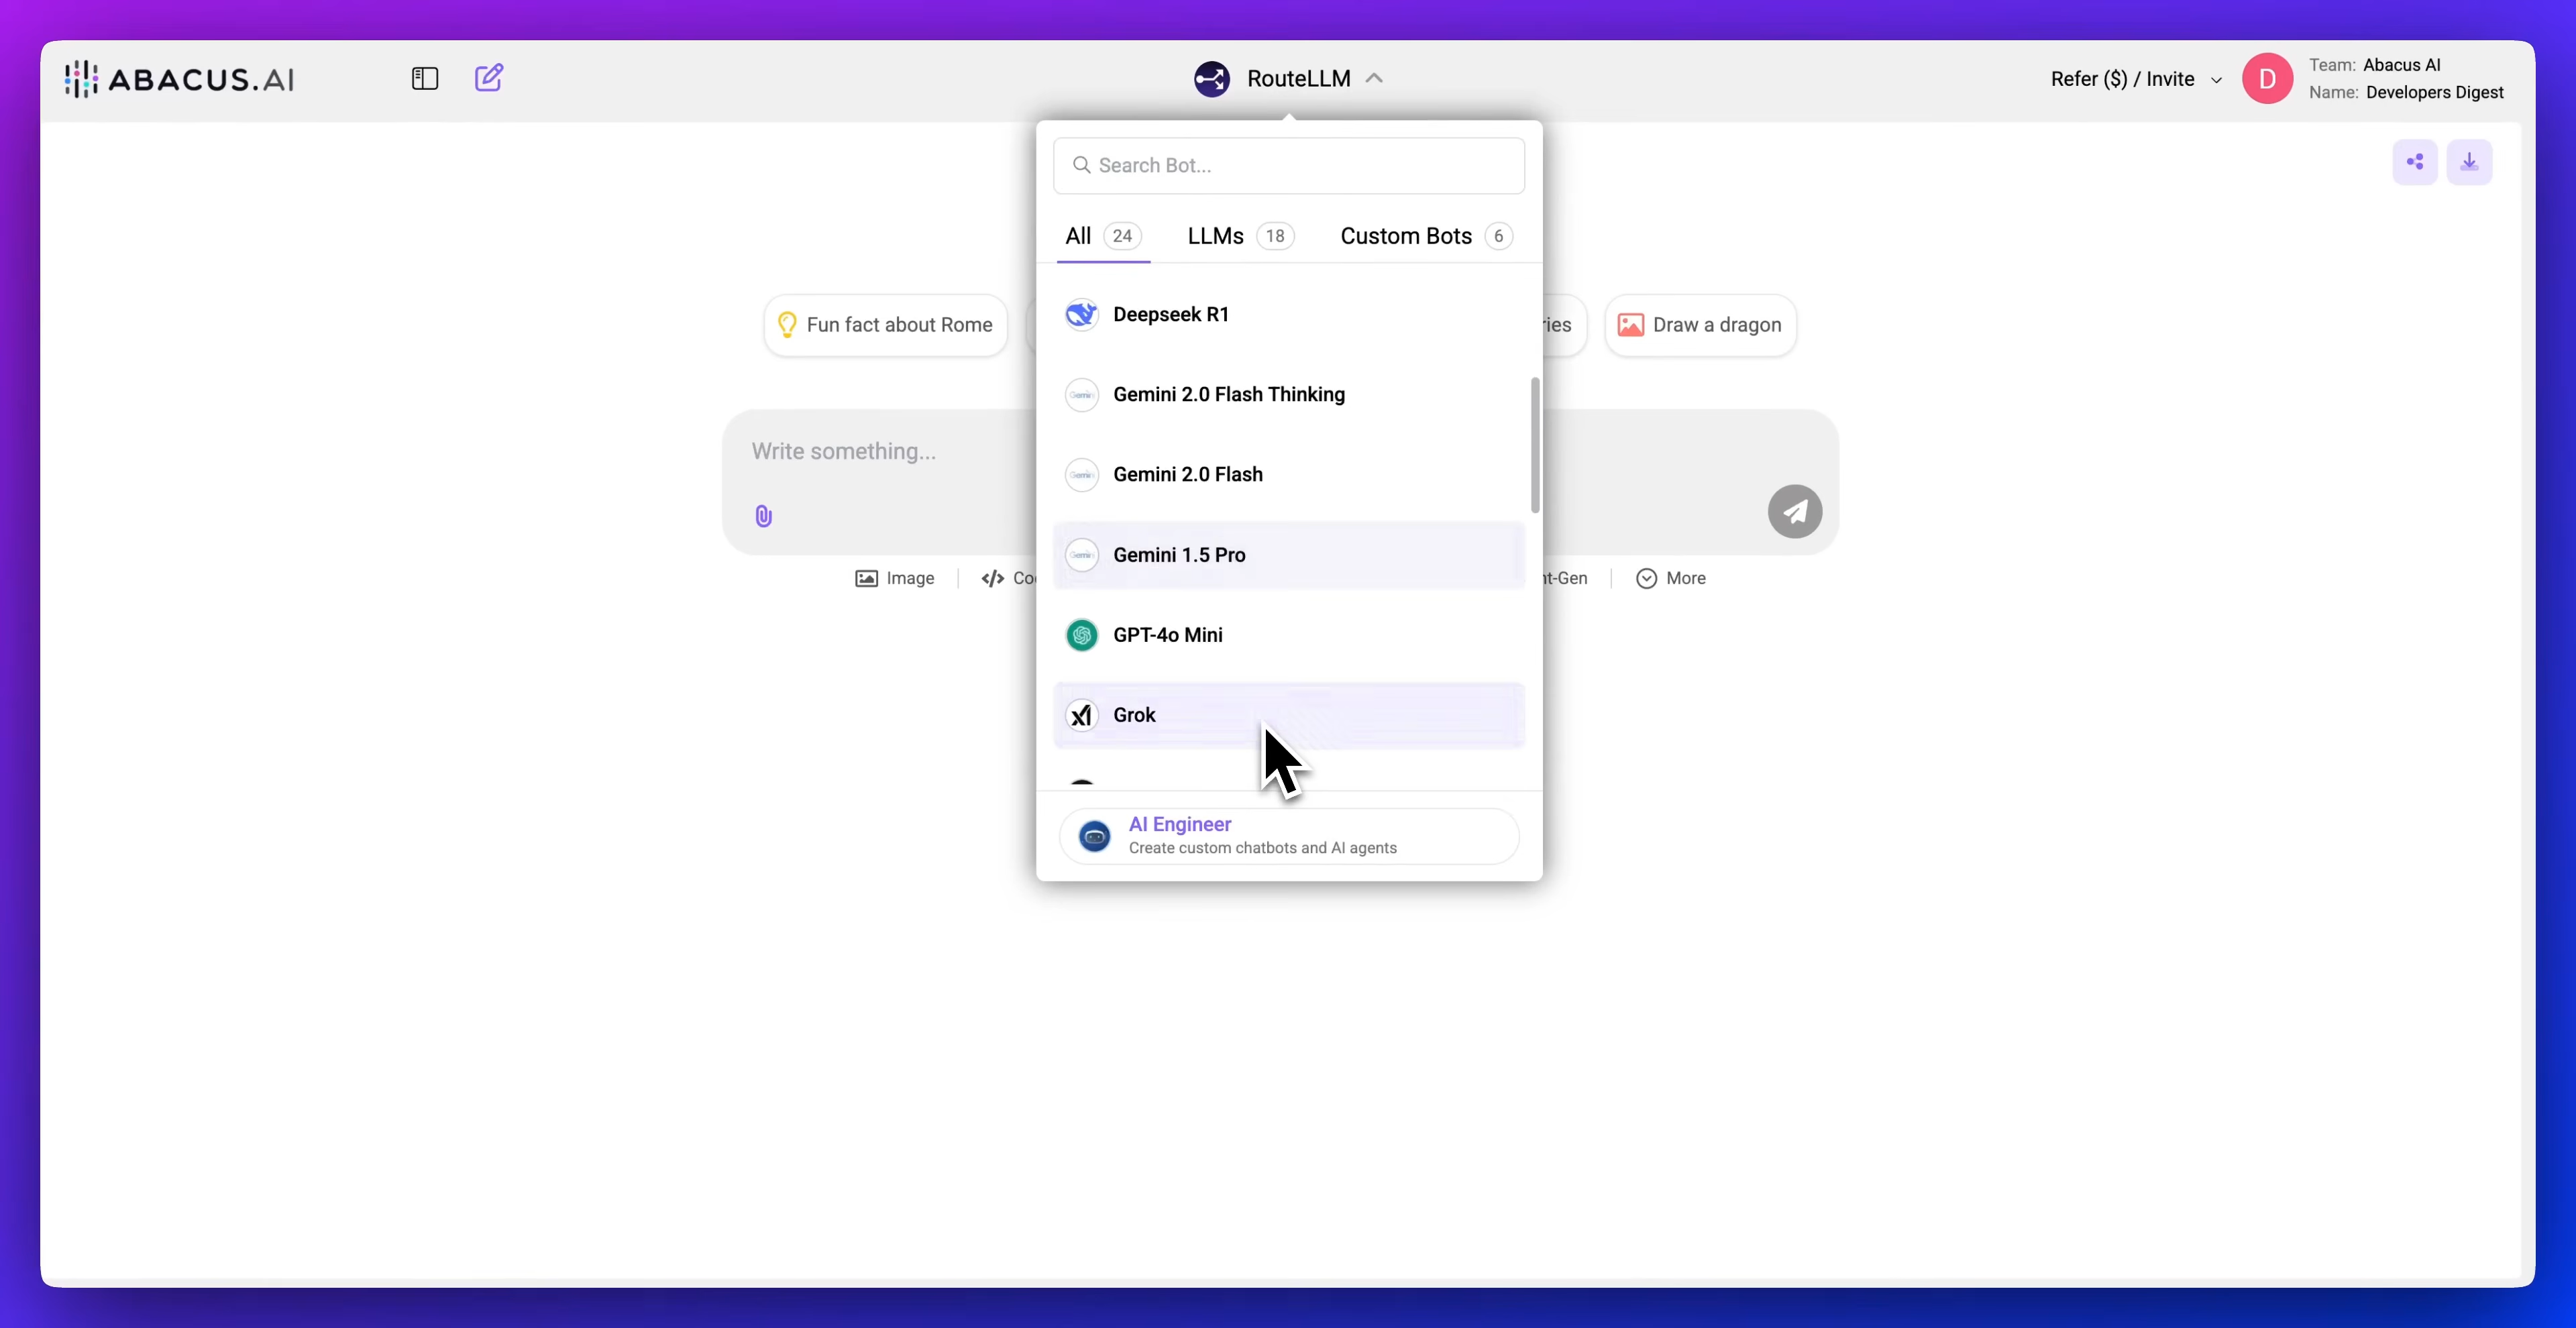 ABACUS.AI
RouteLLM
Refer ($) / Invite
D
Team: Abacus AI
Name: Developers Digest
Search Bot...
All 24 LLMs 18 Custom Bots 6
Deepseek R1
Gemini 2.0 Flash Thinking
Gemini 2.0 Flash
Gemini 1.5 Pro
GPT-4o Mini
Grok
AI Engineer
Create custom chatbots and AI agents
Fun fact about Rome
Draw a dragon
Write something...
Image
More